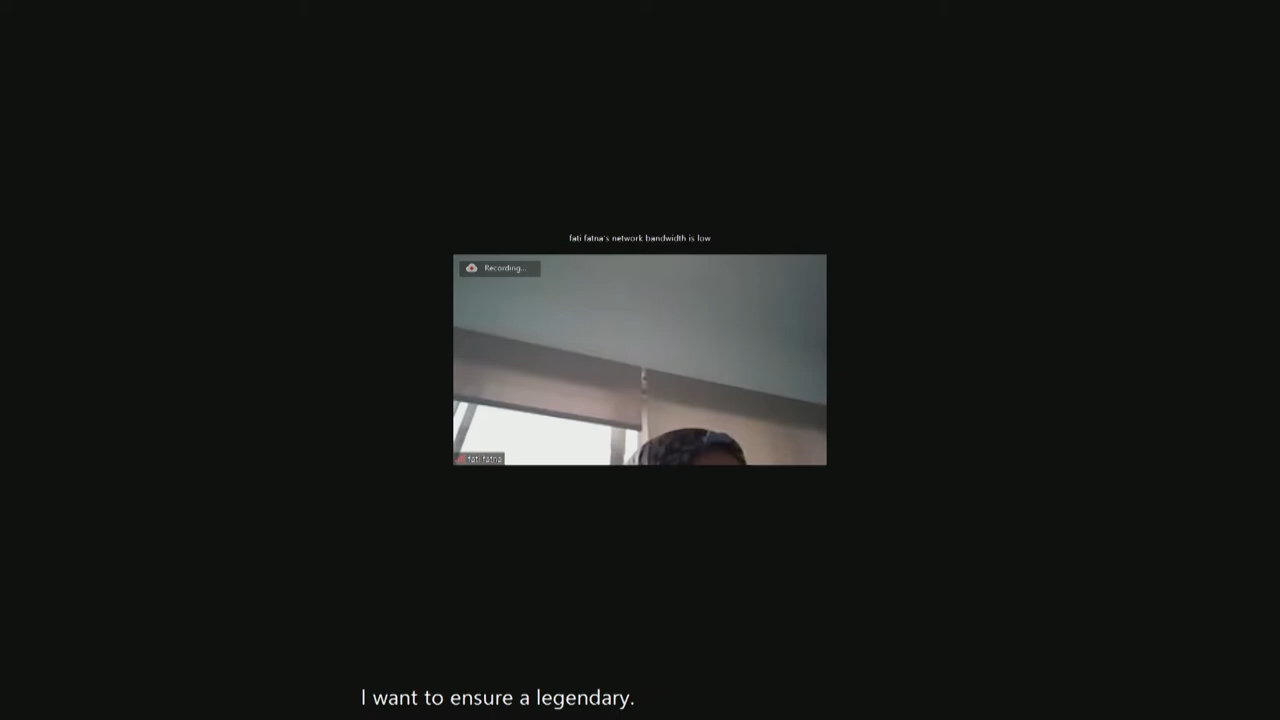 fati fatna's network bandwidth is low
Recording...
fati fatna
I want to ensure a legendary.